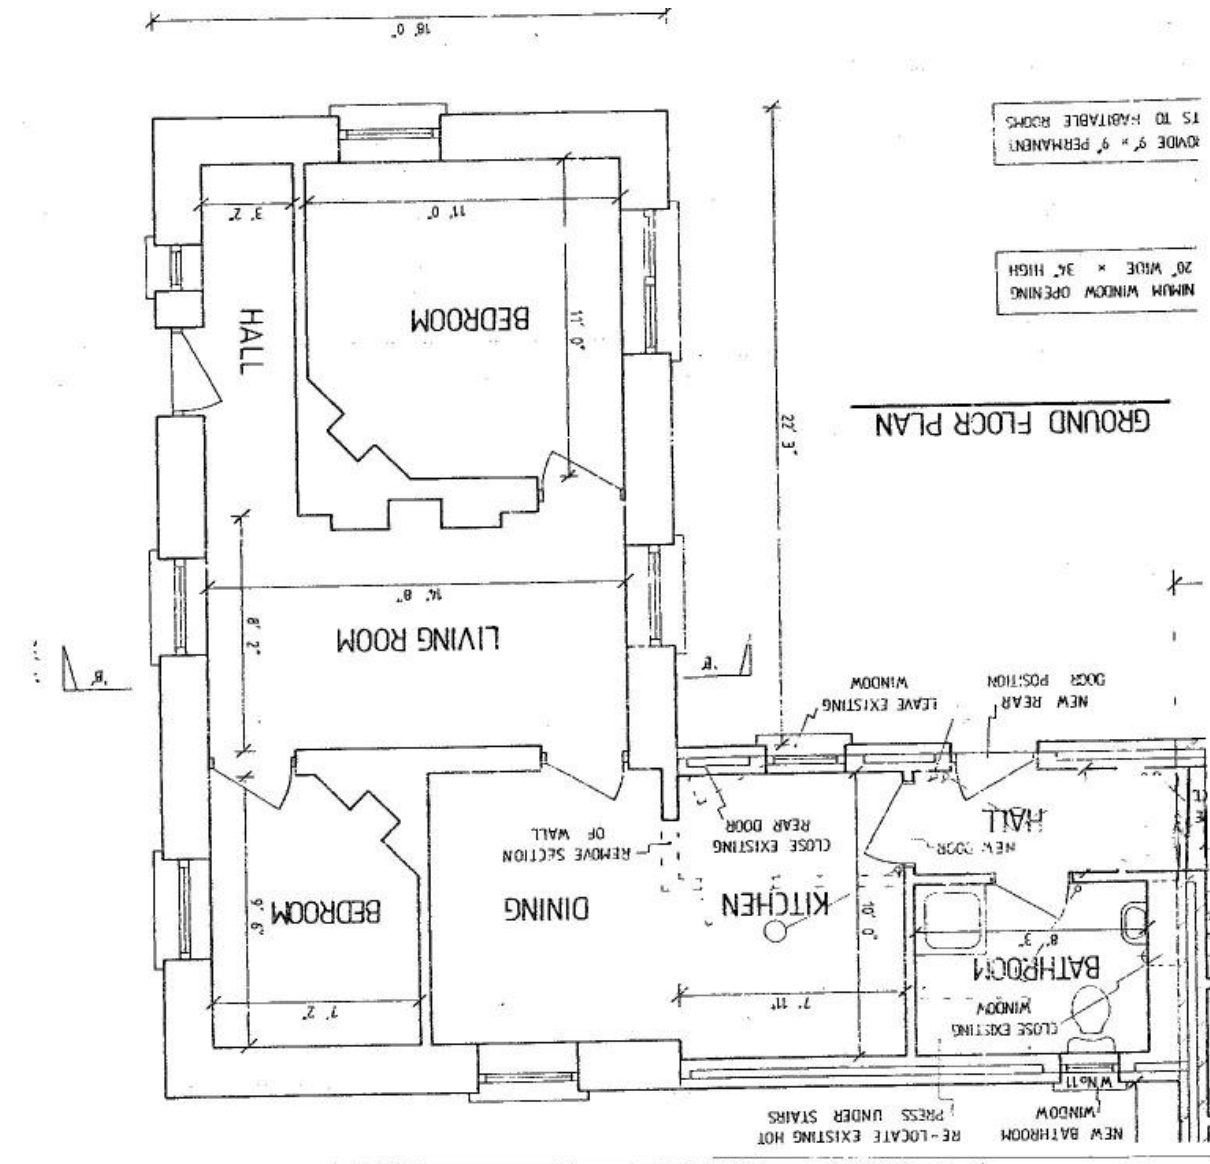 NEW BATHROOM
WINDOW
RE-LOCATE EXISTING HOT
PRESS UNDER STAIRS
W.No11
CLOSE EXISTING
WINDOW
BATHROOM
8' 3"
7' 11"
7' 2"
KITCHEN
10' 0"
DINING
BEDROOM
9' 6"
NEW DOOR
HALL
CLOSE EXISTING
REAR DOOR
REMOVE SECTION
OF WALL
NEW REAR
DOOR POSITION
LEAVE EXISTING
WINDOW
'B'
'B'
LIVING ROOM
8' 2"
14' 8"
GROUND FLOOR PLAN
22' 3"
BEDROOM
11' 0"
HALL
NIMUM WINDOW OPENING
20" WIDE × 34" HIGH
11' 0"
3' 2"
OVIDE 9" × 9" PERMANENT
TS TO HABITABLE ROOMS
16' 0"